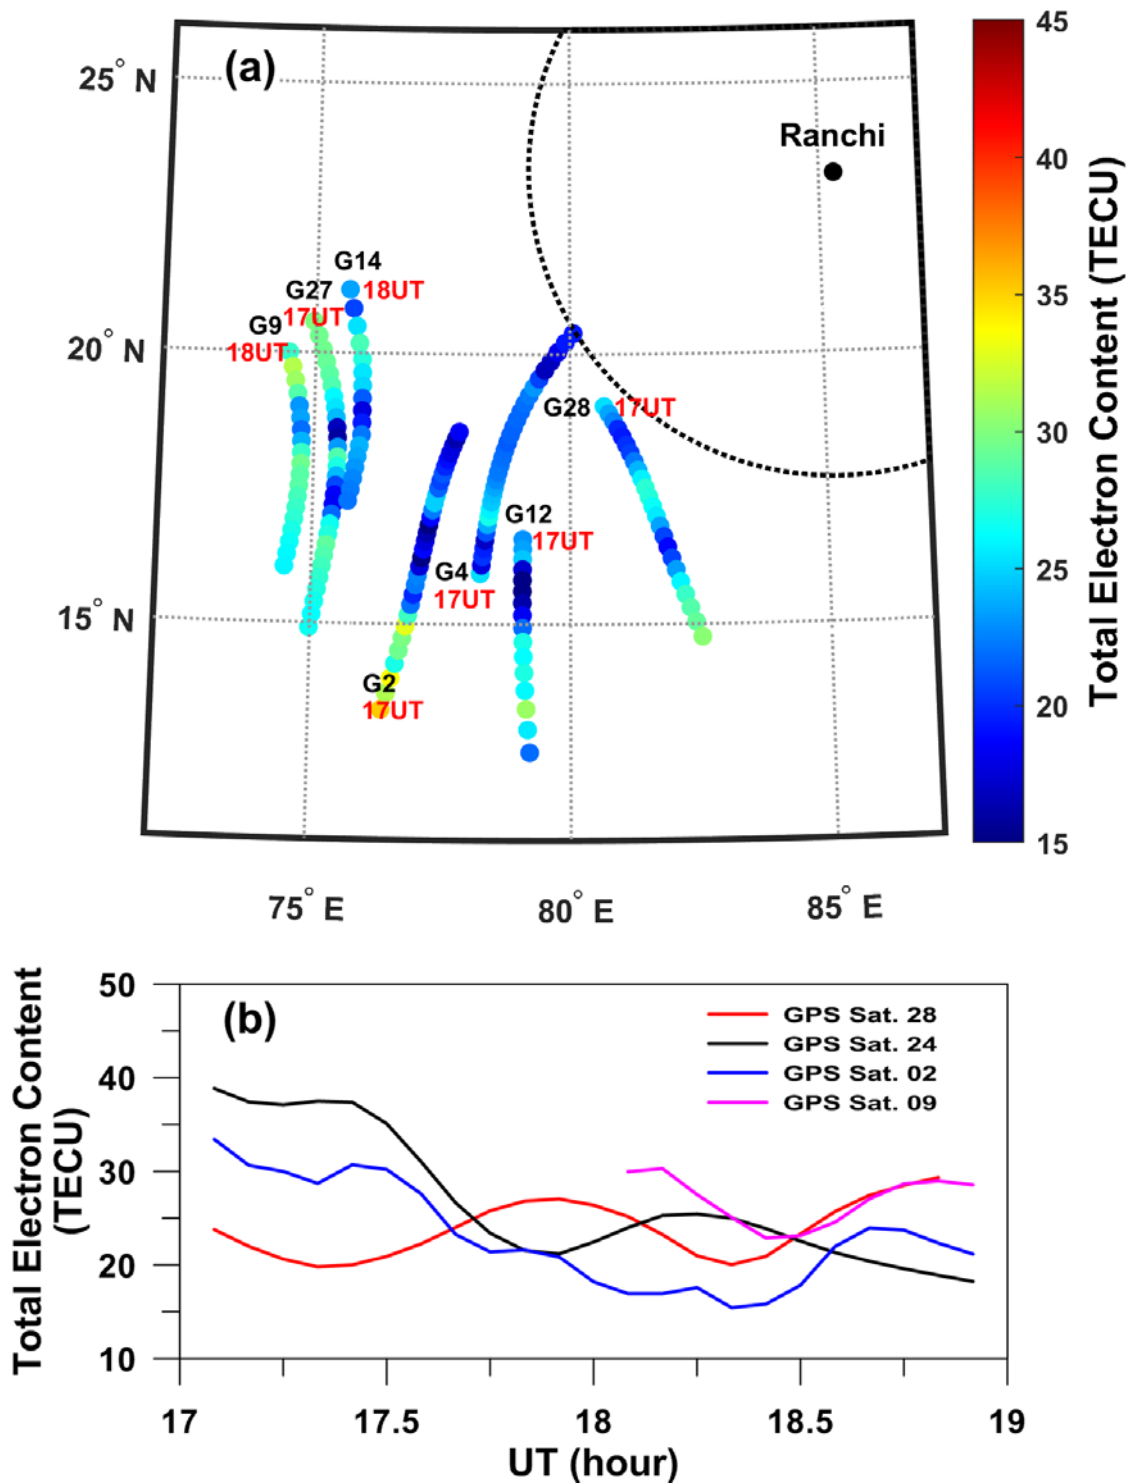 (a)
25° N
20° N
15° N
75° E
80° E
85° E
Ranchi
G14
18UT
G27
17UT
G9
18UT
G28
17UT
G12
17UT
G4
17UT
G2
17UT
45
40
35
30
25
20
15
Total Electron Content (TECU)
(b)
GPS Sat. 28
GPS Sat. 24
GPS Sat. 02
GPS Sat. 09
50
40
30
20
10
Total Electron Content
(TECU)
17
17.5
18
18.5
19
UT (hour)